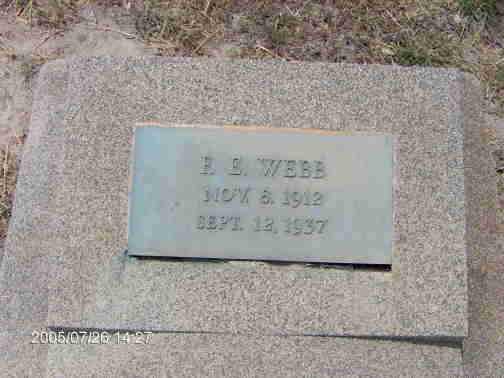 F. E. WEBB
NOV. 8, 1912
SEPT. 12, 1937
2005/07/26 14:27